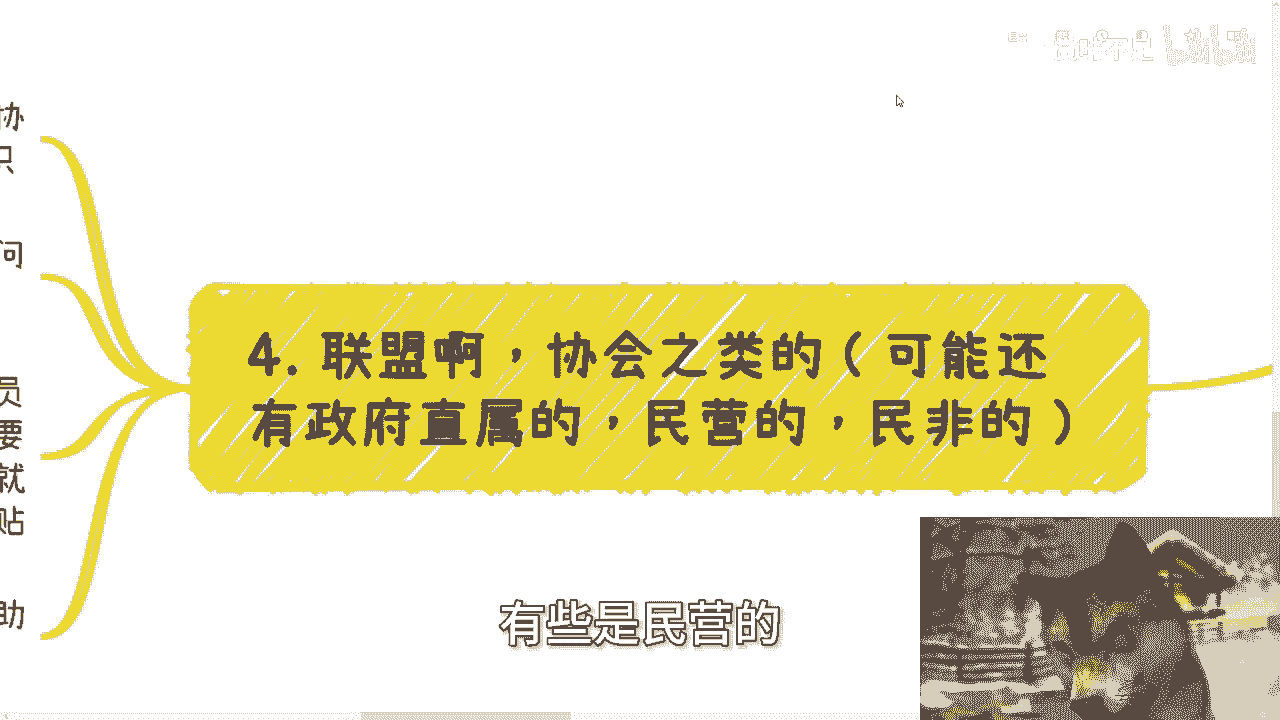 协
只
问
员
要
就
贴
助
4. 联盟啊，协会之类的（可能还
有政府直属的，民营的，民非的）
有些是民营的